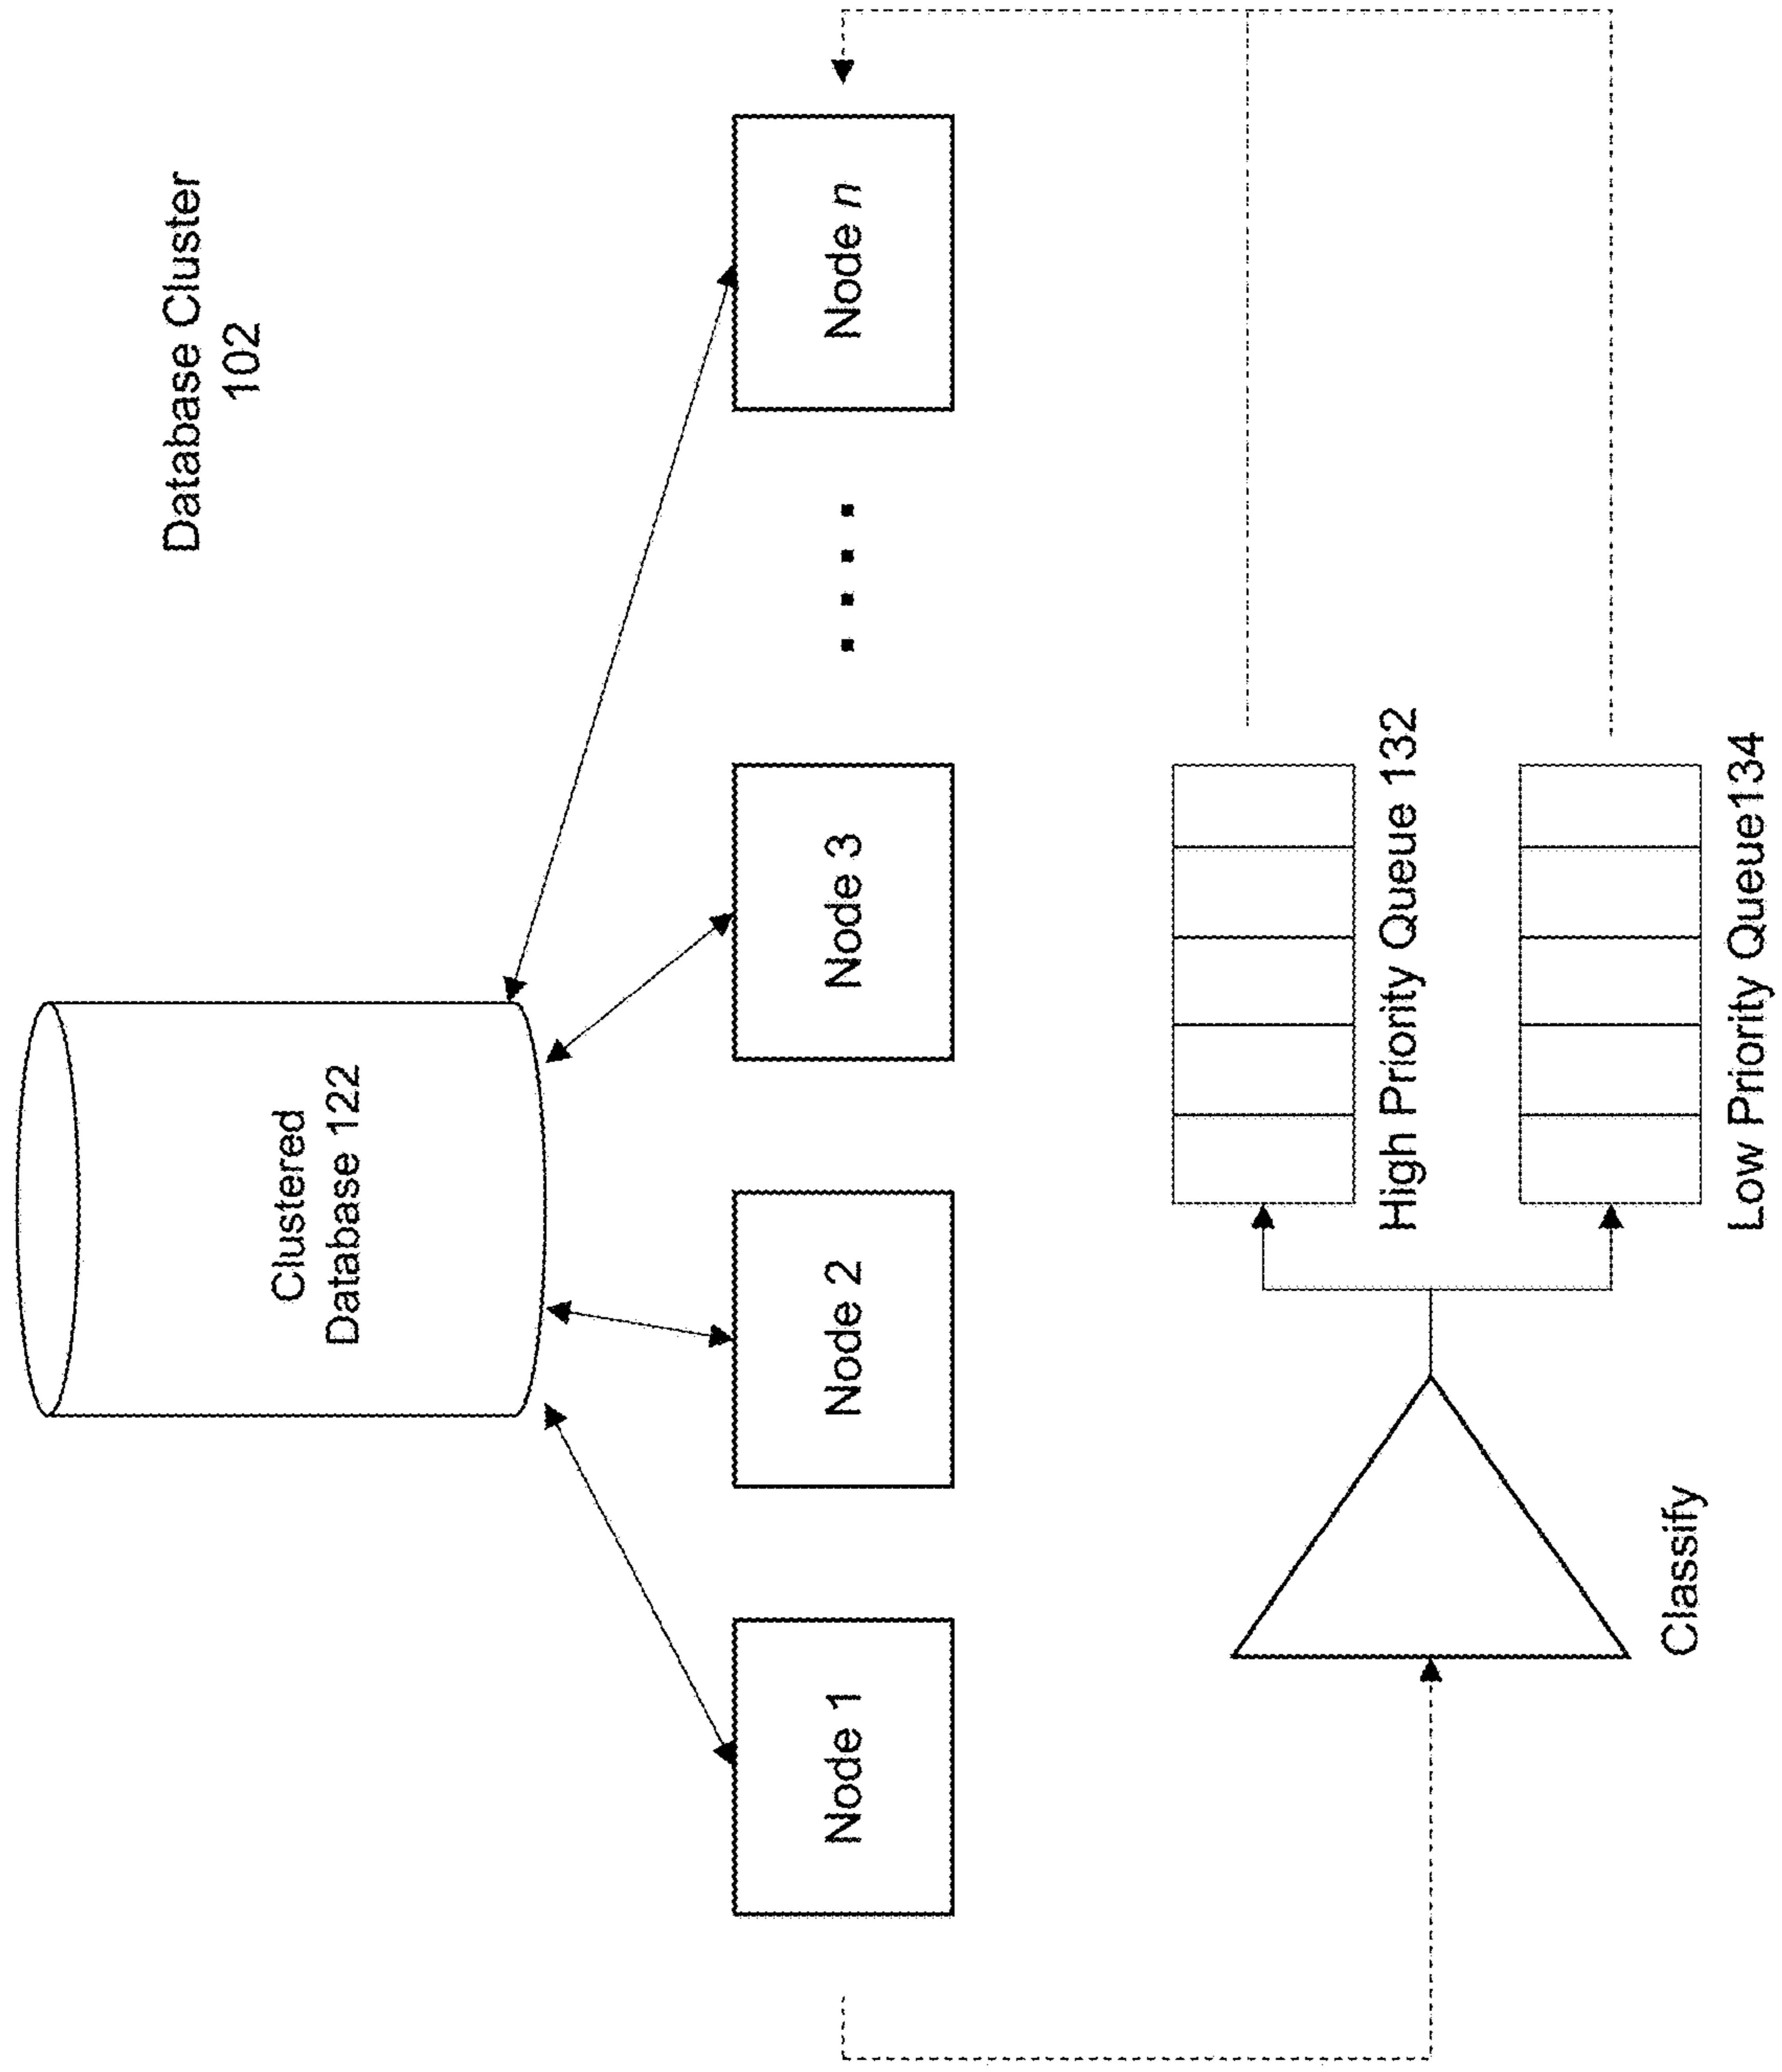 Database Cluster
102
Clustered
Database 122
Node 1
Node 2
Node 3
Node n
High Priority Queue 132
Low Priority Queue134
Classify